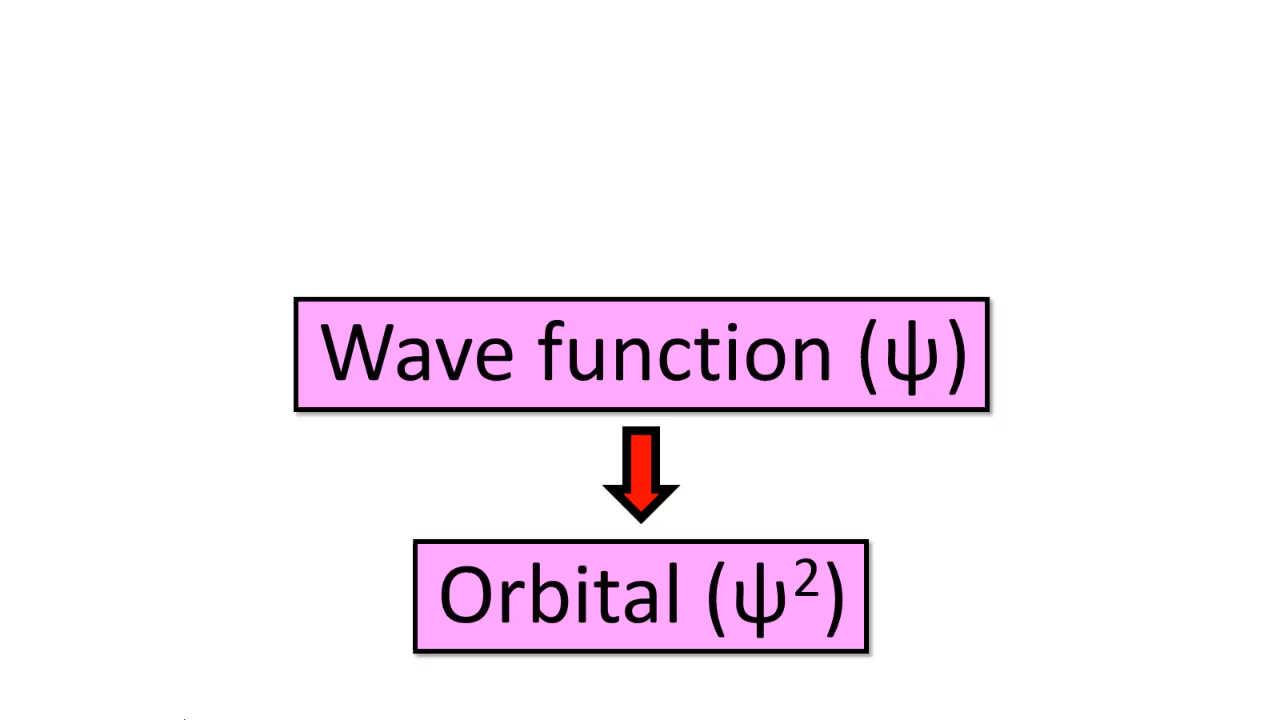 Wave function (ψ)
Orbital (ψ²)